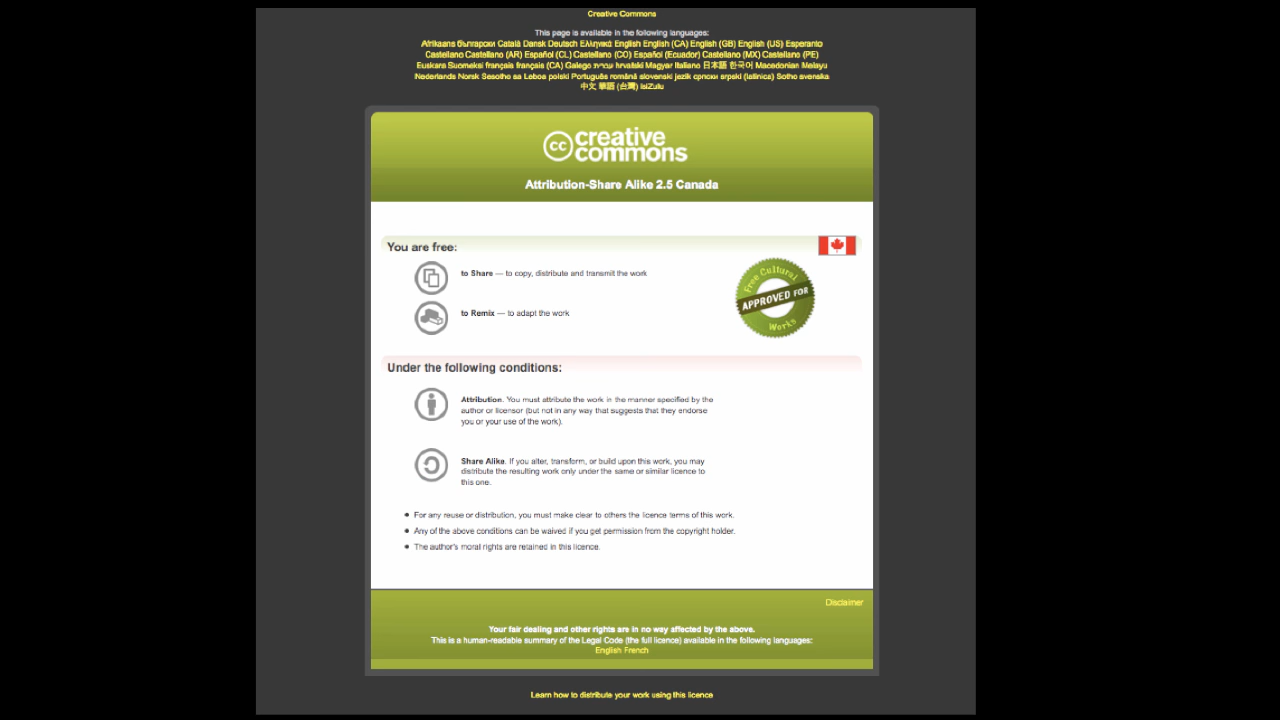 Creative Commons
This page is available in the following languages:
Afrikaans български Català Dansk Deutsch Ελληνικά English English (CA) English (GB) English (US) Esperanto
Castellano Castellano (AR) Español (CL) Castellano (CO) Español (Ecuador) Castellano (MX) Castellano (PE)
Euskara Suomeksi français français (CA) Galego עברית hrvatski Magyar Italiano 日本語 한국어 Macedonian Melayu
Nederlands Norsk Sesotho sa Leboa polski Português română slovenski jezik српски srpski (latinica) Sotho svenska
中文 華語 (台灣) isiZulu
cc creative
commons
Attribution-Share Alike 2.5 Canada
You are free:
to Share — to copy, distribute and transmit the work
Free Cultural
APPROVED FOR
Works
to Remix — to adapt the work
Under the following conditions:
Attribution. You must attribute the work in the manner specified by the
author or licensor (but not in any way that suggests that they endorse
you or your use of the work).
Share Alike. If you alter, transform, or build upon this work, you may
distribute the resulting work only under the same or similar licence to
this one.
For any reuse or distribution, you must make clear to others the licence terms of this work.
Any of the above conditions can be waived if you get permission from the copyright holder.
The author's moral rights are retained in this licence.
Disclaimer
Your fair dealing and other rights are in no way affected by the above.
This is a human-readable summary of the Legal Code (the full licence) available in the following languages:
English French
Learn how to distribute your work using this licence